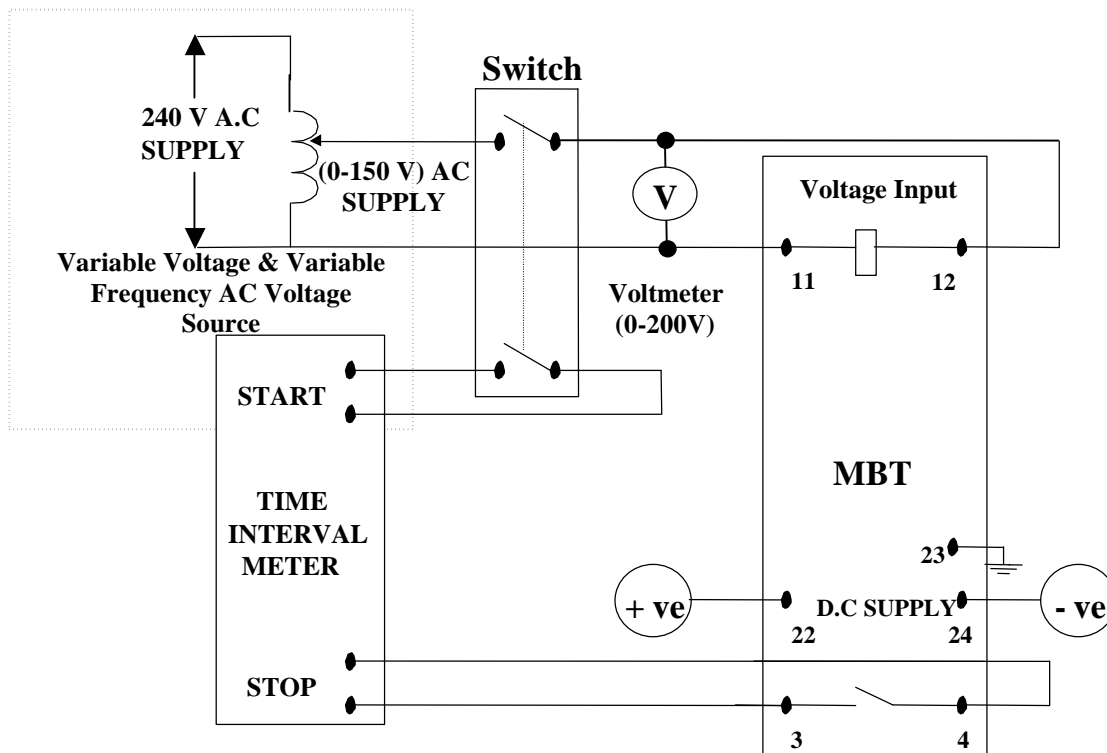 Switch
240 V A.C
SUPPLY
(0-150 V) AC
SUPPLY
V
Voltage Input
11
12
Variable Voltage & Variable
Frequency AC Voltage
Source
Voltmeter
(0-200V)
START
TIME
INTERVAL
METER
STOP
MBT
23
+ ve
D.C SUPPLY
- ve
22
24
3
4